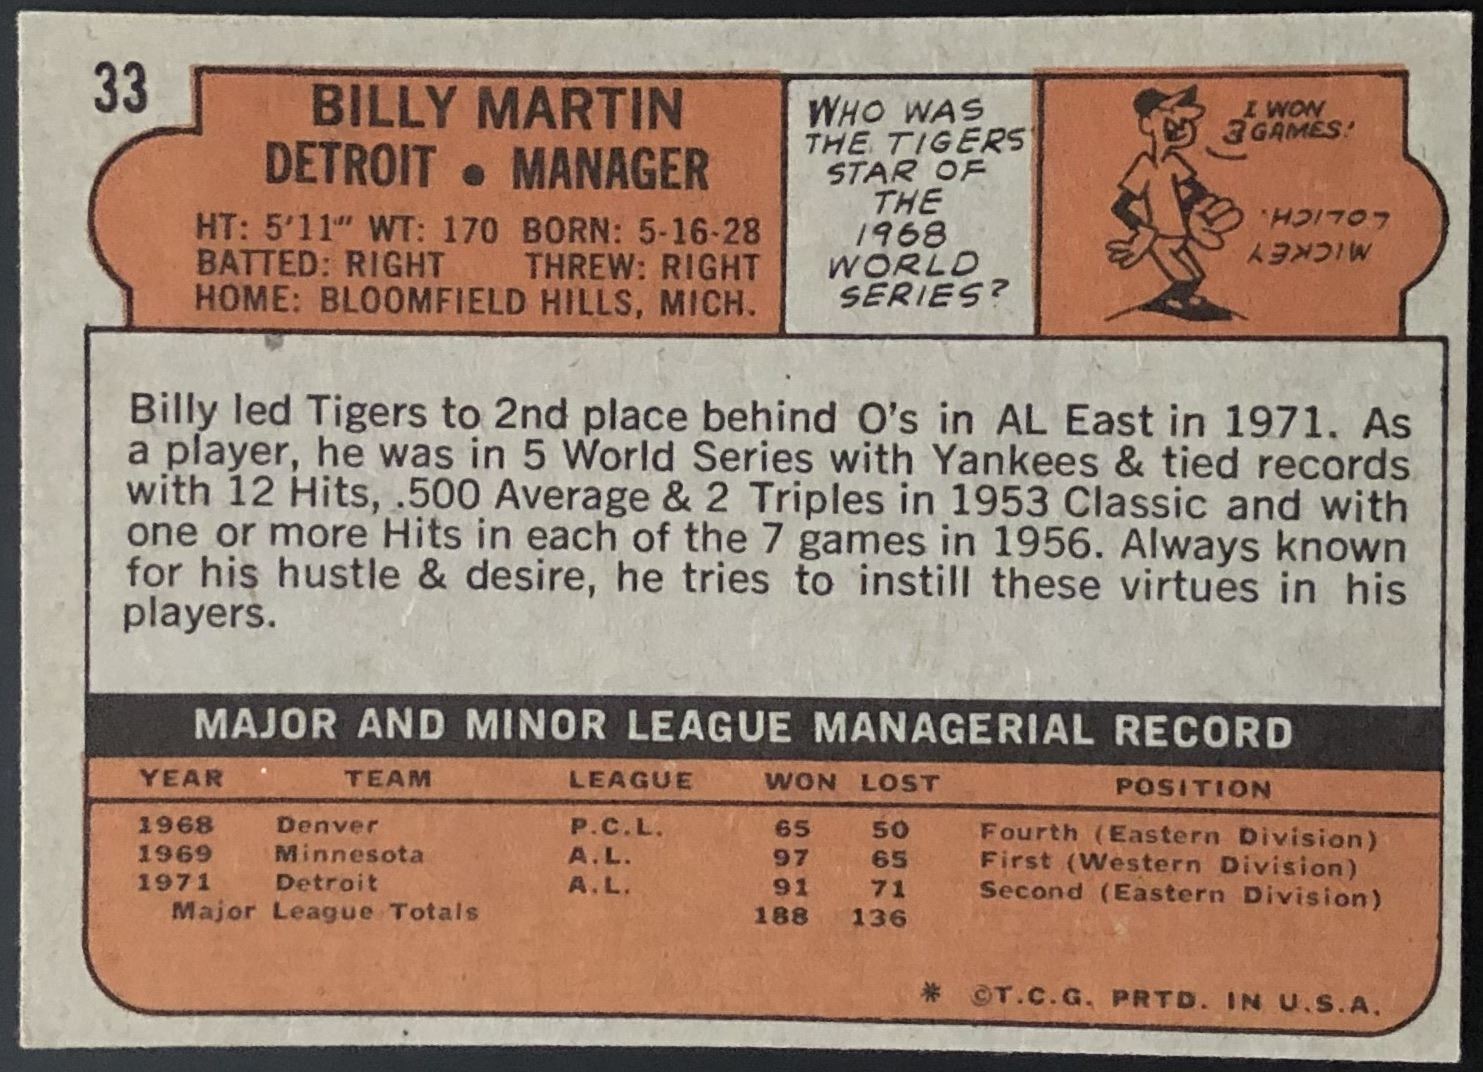 33
BILLY MARTIN
DETROIT • MANAGER
HT: 5'11" WT: 170 BORN: 5-16-28
BATTED: RIGHT THREW: RIGHT
HOME: BLOOMFIELD HILLS, MICH.
WHO WAS
THE TIGERS'
STAR OF
THE
1968
WORLD
SERIES?
I WON
3 GAMES!
MICKEY
LOLICH.
Billy led Tigers to 2nd place behind O's in AL East in 1971. As
a player, he was in 5 World Series with Yankees & tied records
with 12 Hits, .500 Average & 2 Triples in 1953 Classic and with
one or more Hits in each of the 7 games in 1956. Always known
for his hustle & desire, he tries to instill these virtues in his
players.
MAJOR AND MINOR LEAGUE MANAGERIAL RECORD
YEAR TEAM LEAGUE WON LOST POSITION
1968 Denver P.C.L. 65 50 Fourth (Eastern Division)
1969 Minnesota A.L. 97 65 First (Western Division)
1971 Detroit A.L. 91 71 Second (Eastern Division)
Major League Totals 188 136
* ©T.C.G. PRTD. IN U.S.A.